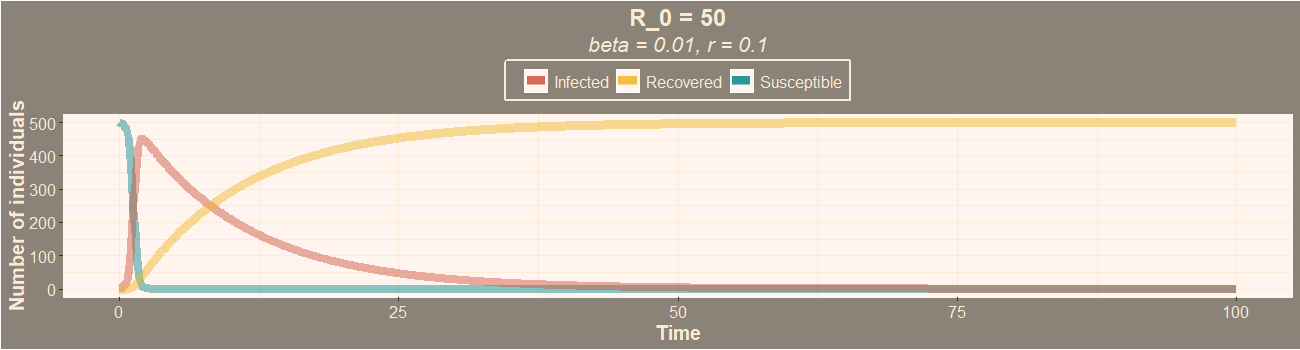 R_0 = 50
beta = 0.01, r = 0.1
Infected Recovered Susceptible
Number of individuals
500
400
300
200
100
0
0 25 50 75 100
Time